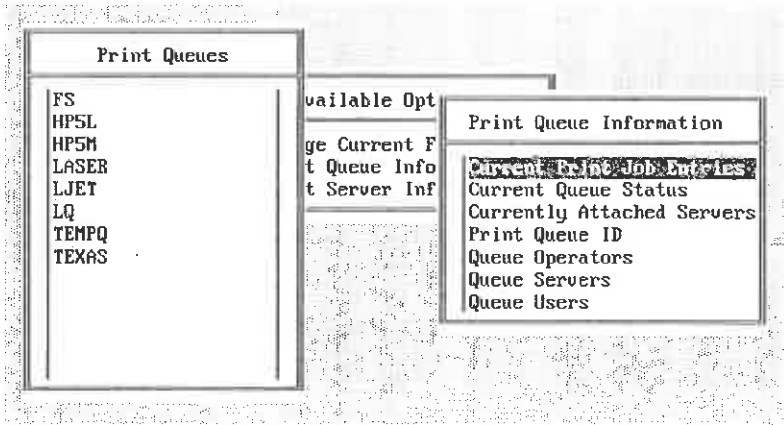 Print Queues
FS
HP5L
HP5M
LASER
LJET
LQ
TEMPQ
TEXAS
vailable Opt
ge Current F
t Queue Info
t Server Inf
Print Queue Information
Current Print Job Entries
Current Queue Status
Currently Attached Servers
Print Queue ID
Queue Operators
Queue Servers
Queue Users